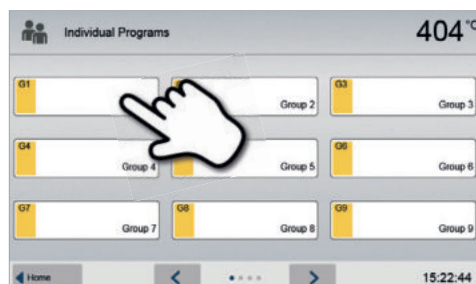 Individual Programs
404 °C
G1
Group 2
G3
Group 3
G4
Group 4
Group 5
G6
Group 6
G7
Group 7
G8
Group 8
G9
Group 9
Home
15:22:44